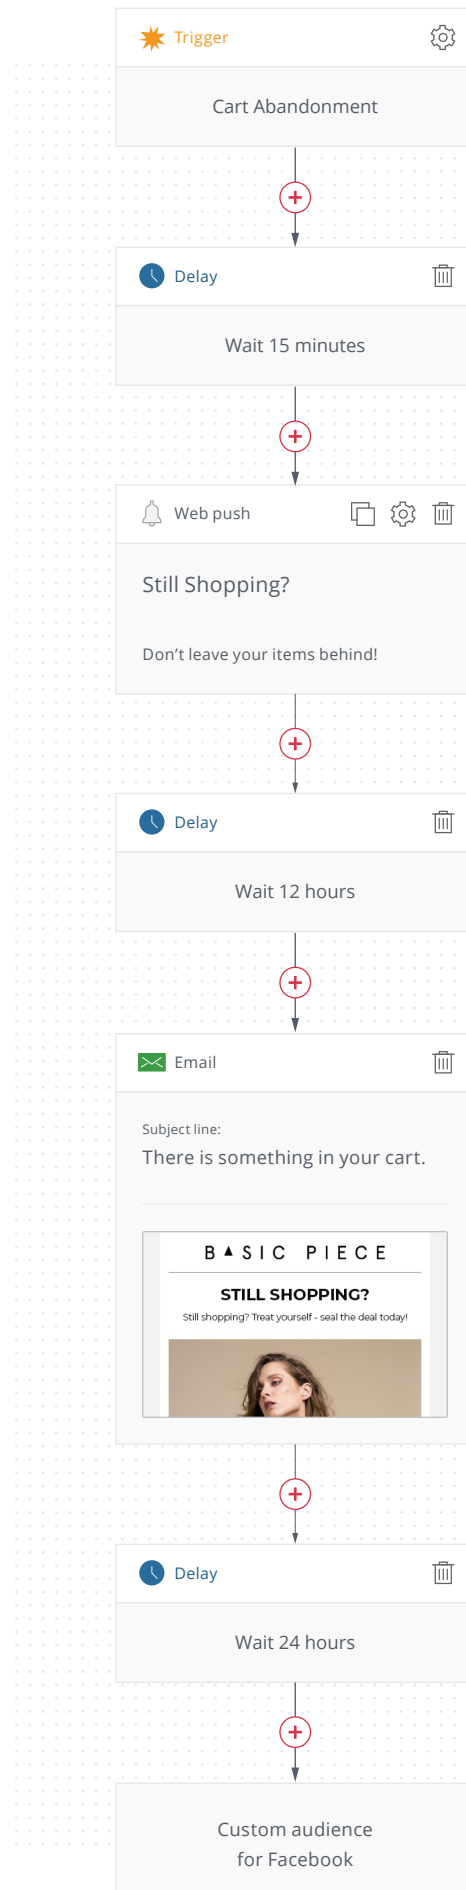 Trigger
Cart Abandonment
Delay
Wait 15 minutes
Web push
Still Shopping?
Don’t leave your items behind!
Delay
Wait 12 hours
Email
Subject line:
There is something in your cart.
BASIC PIECE
STILL SHOPPING?
Still shopping? Treat yourself - seal the deal today!
Delay
Wait 24 hours
Custom audience
for Facebook